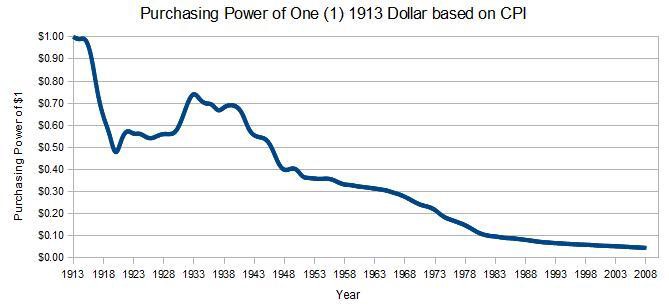 Purchasing Power of One (1) 1913 Dollar based on CPI
$1.00
$0.90
$0.80
$0.70
$0.60
$0.50
$0.40
$0.30
$0.20
$0.10
$0.00
Purchasing Power of $1
1913 1918 1923 1928 1933 1938 1943 1948 1953 1958 1963 1968 1973 1978 1983 1988 1993 1998 2003 2008
Year